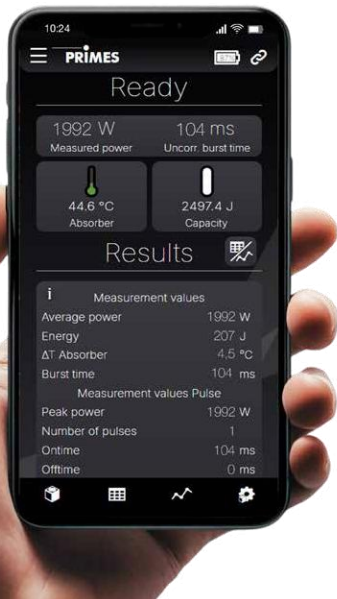 10:24
PRİMES
Ready
1992 W 104 ms
Measured power Uncorr. burst time
44.6 °C 2497.4 J
Absorber Capacity
Results
i Measurement values
Average power 1992 W
Energy 207 J
ΔT Absorber 4.5 °C
Burst time 104 ms
Measurement values Pulse
Peak power 1992 W
Number of pulses 1
Ontime 104 ms
Offtime 0 ms